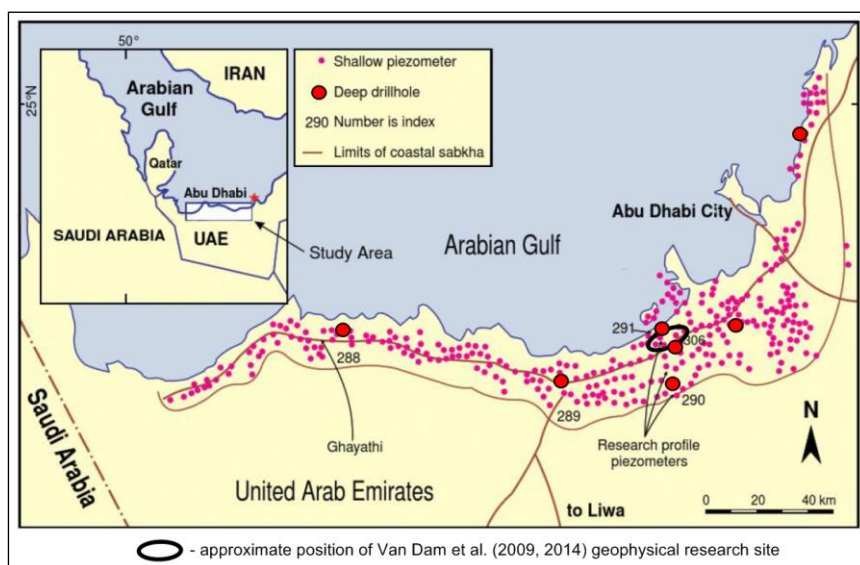 50°
25°N
IRAN
Arabian
Gulf
Qatar
Abu Dhabi
SAUDI ARABIA
UAE
Study Area
Shallow piezometer
Deep drillhole
290 Number is index
Limits of coastal sabkha
Abu Dhabi City
Arabian Gulf
291
306
288
289
290
Ghayathi
Research profile
piezometers
N
Saudi Arabia
United Arab Emirates
to Liwa
0 20 40 km
- approximate position of Van Dam et al. (2009, 2014) geophysical research site